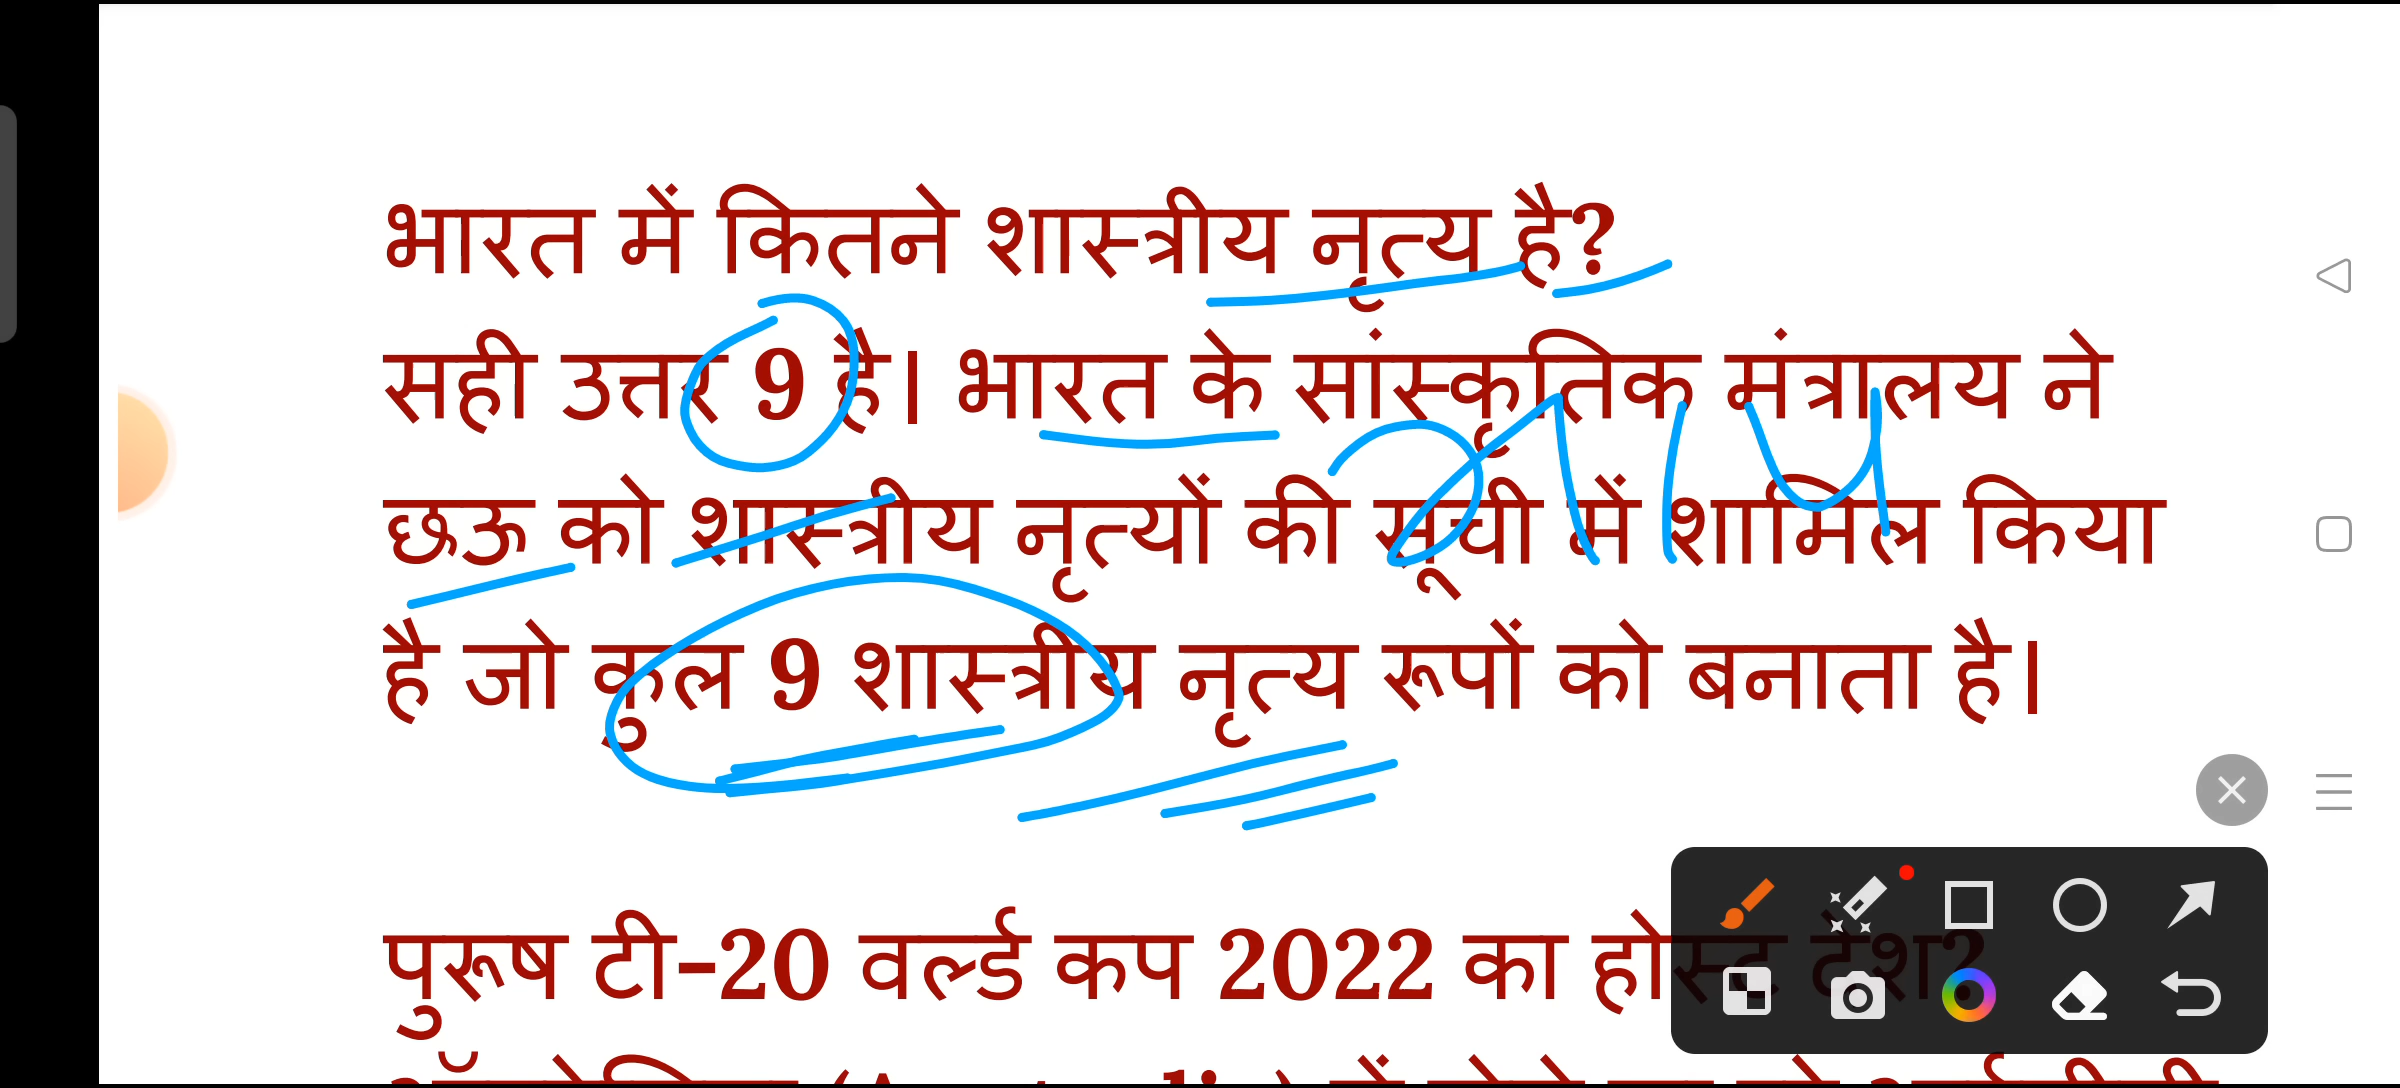 भारत में कितने शास्त्रीय नृत्य है?
सही उत्तर 9 है। भारत के सांस्कृतिक मंत्रालय ने
छऊ को शास्त्रीय नृत्यों की सूची में शामिल किया
है जो कुल 9 शास्त्रीय नृत्य रूपों को बनाता है।
पुरूष टी-20 वर्ल्ड कप 2022 का होस्ट देश?